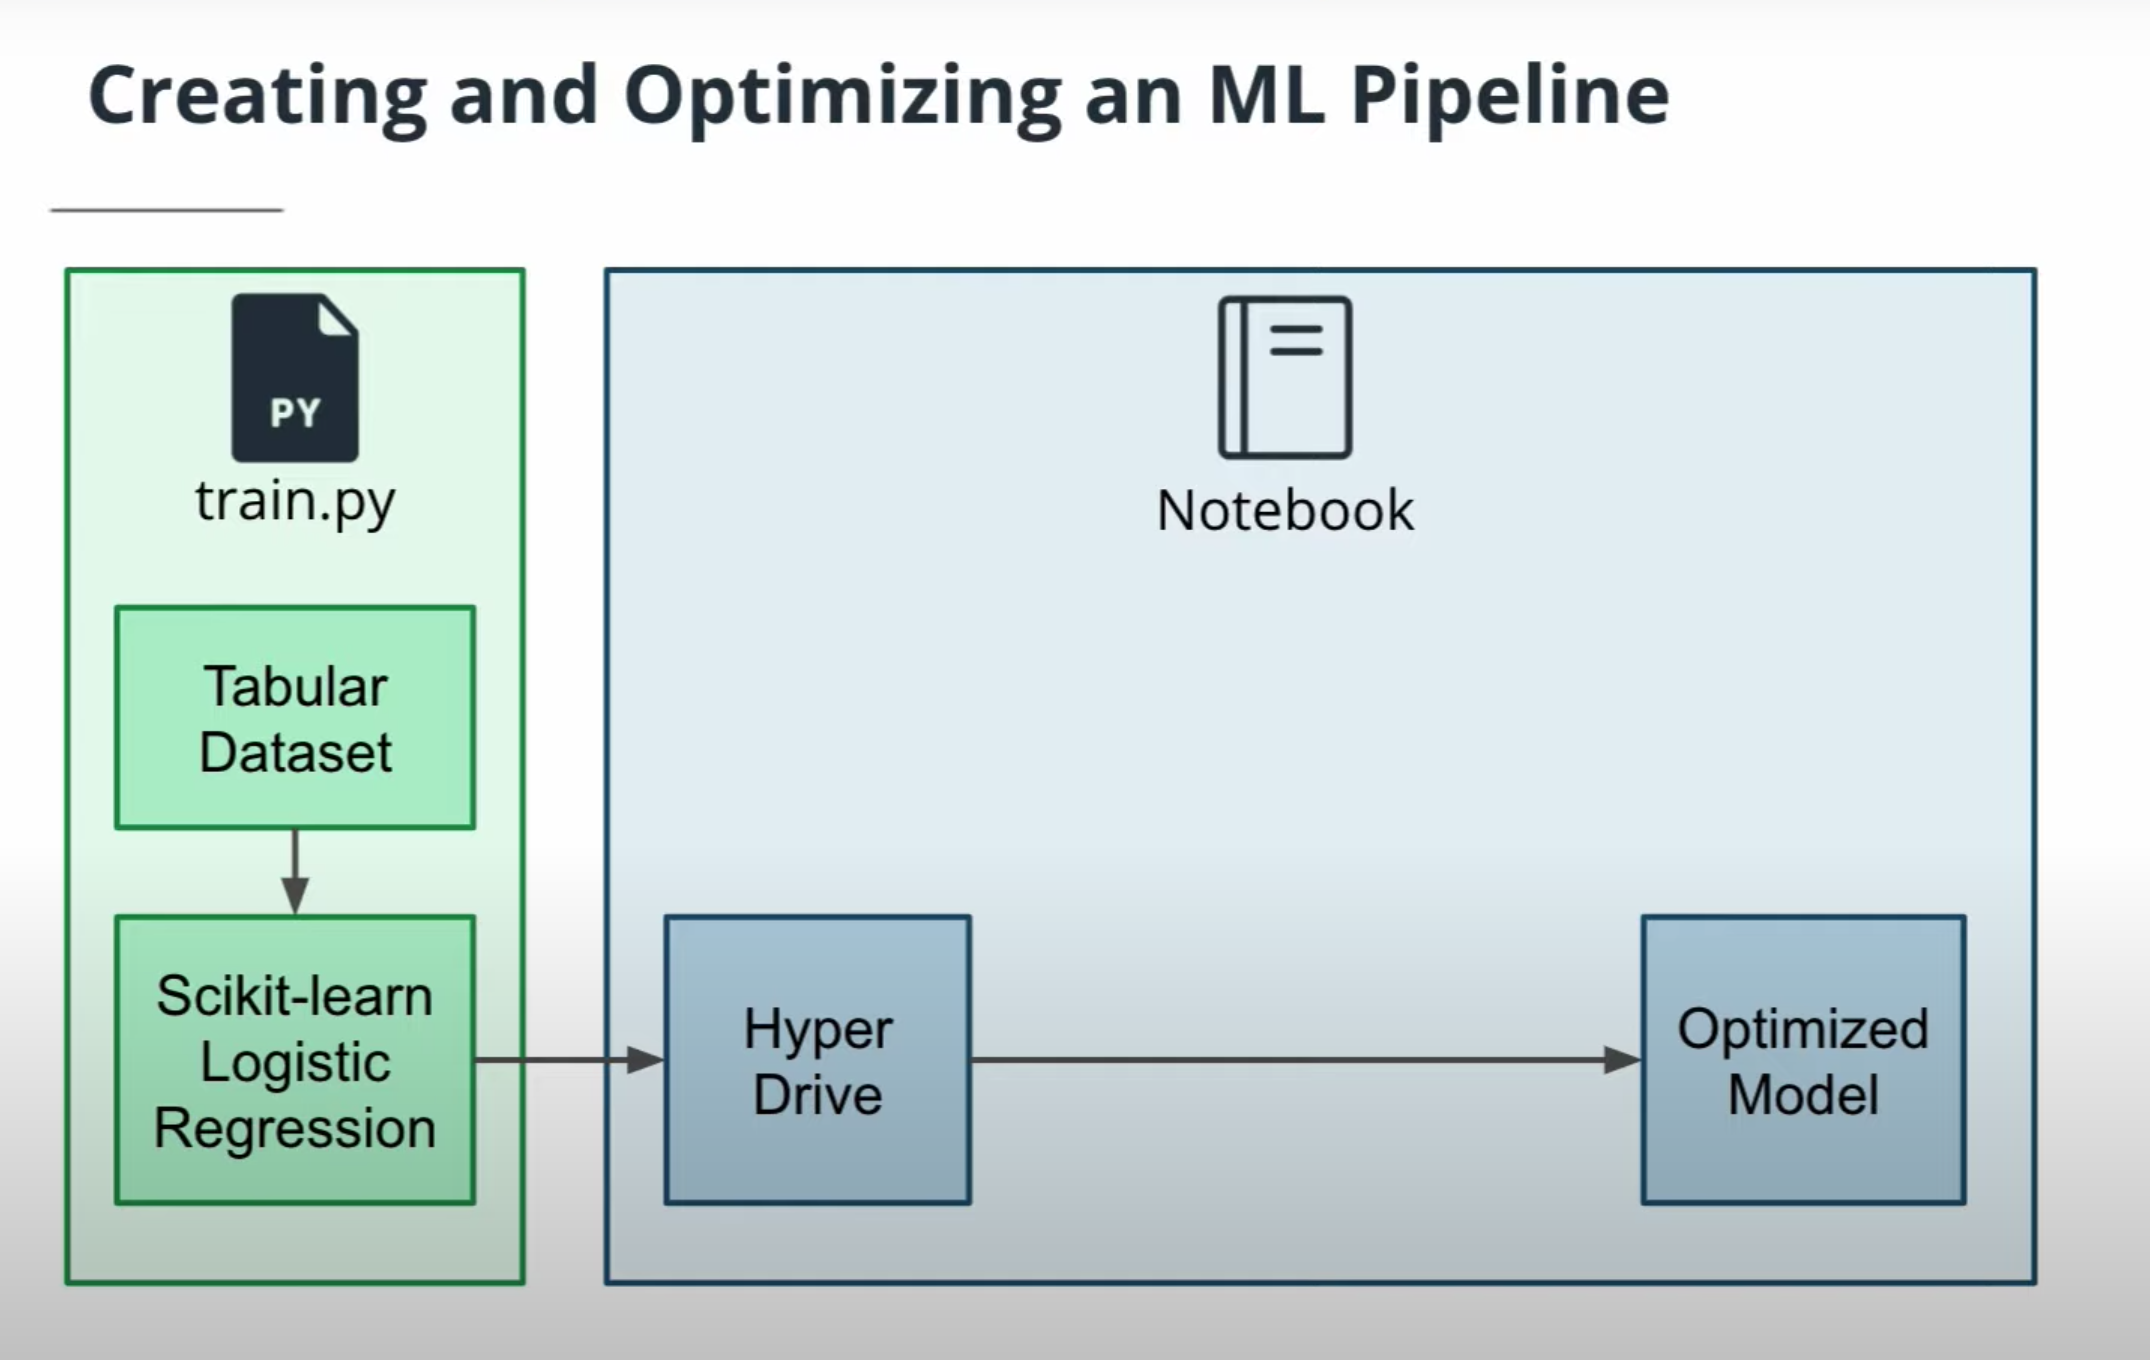 Creating and Optimizing an ML Pipeline
PY
train.py
Tabular
Dataset
Scikit-learn
Logistic
Regression
Notebook
Hyper
Drive
Optimized
Model